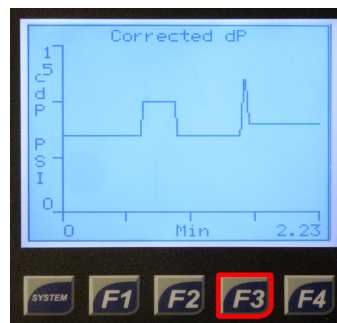 Corrected dP
15
CdP PSI
0
0 Min 2.23
SYSTEM F1 F2 F3 F4